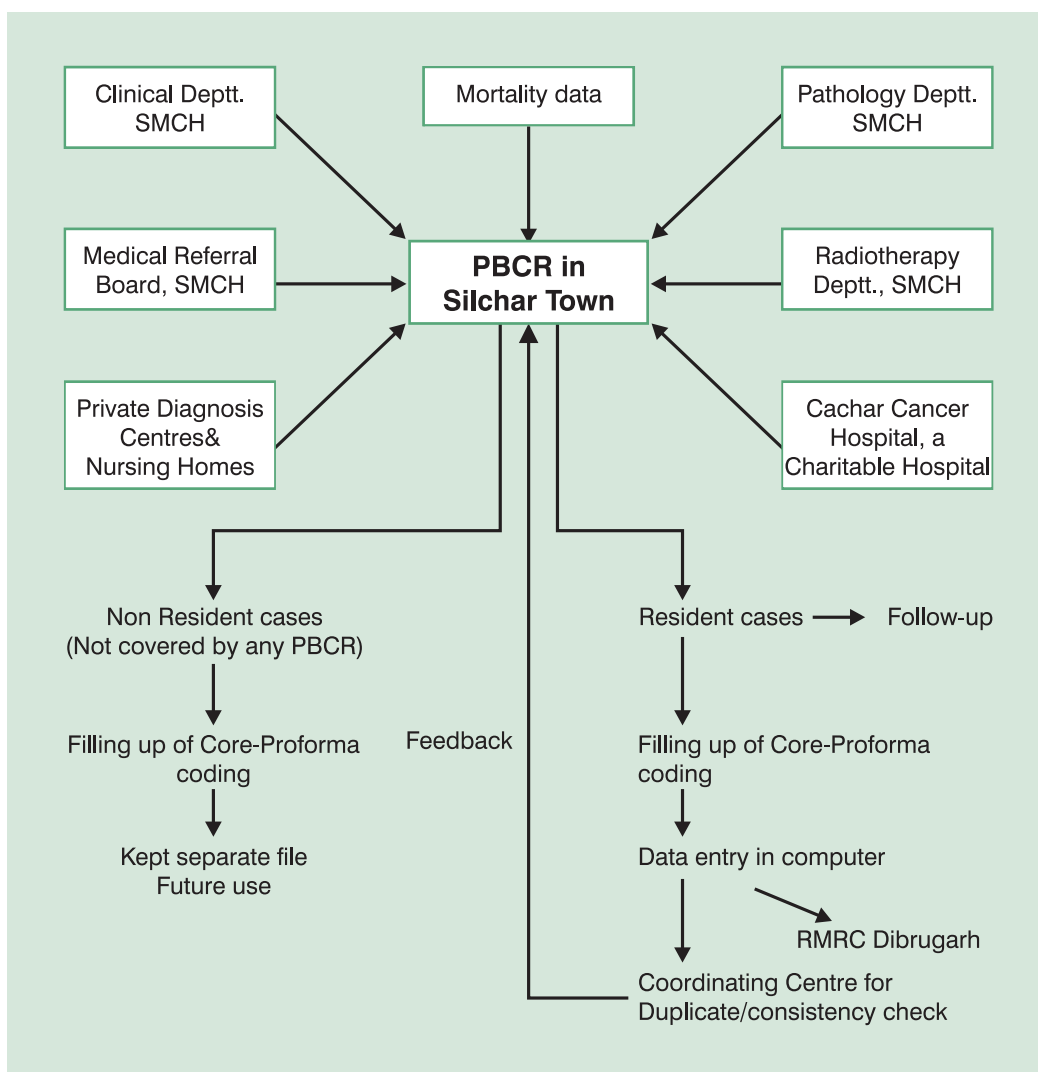 Clinical Deptt.
SMCH
Mortality data
Pathology Deptt.
SMCH
Medical Referral
Board, SMCH
PBCR in
Silchar Town
Radiotherapy
Deptt., SMCH
Private Diagnosis
Centres&
Nursing Homes
Cachar Cancer
Hospital, a
Charitable Hospital
Non Resident cases
(Not covered by any PBCR)
Resident cases
Follow-up
Filling up of Core-Proforma
coding
Feedback
Filling up of Core-Proforma
coding
Kept separate file
Future use
Data entry in computer
RMRC Dibrugarh
Coordinating Centre for
Duplicate/consistency check